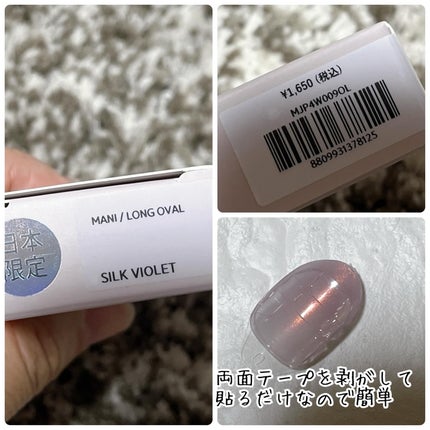 MANI / LONG OVAL
日本
限定
SILK VIOLET
¥1,650 (税込)
MJP4W009OL
8809931378125
両面テープを剥がして
貼るだけなので簡単